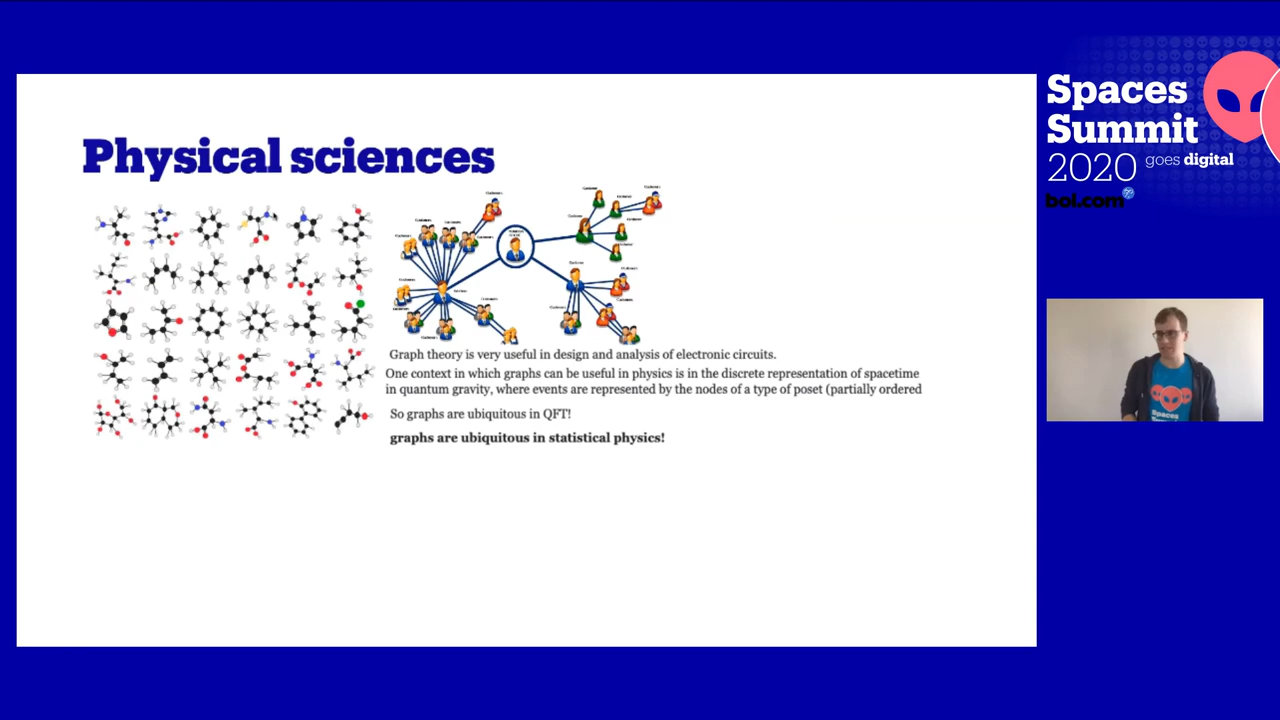 Physical sciences
Graph theory is very useful in design and analysis of electronic circuits.
One context in which graphs can be useful in physics is in the discrete representation of spacetime
in quantum gravity, where events are represented by the nodes of a type of poset (partially ordered
So graphs are ubiquitous in QFT!
graphs are ubiquitous in statistical physics!
Spaces
Summit
2020 goes digital
bol.com
Spaces